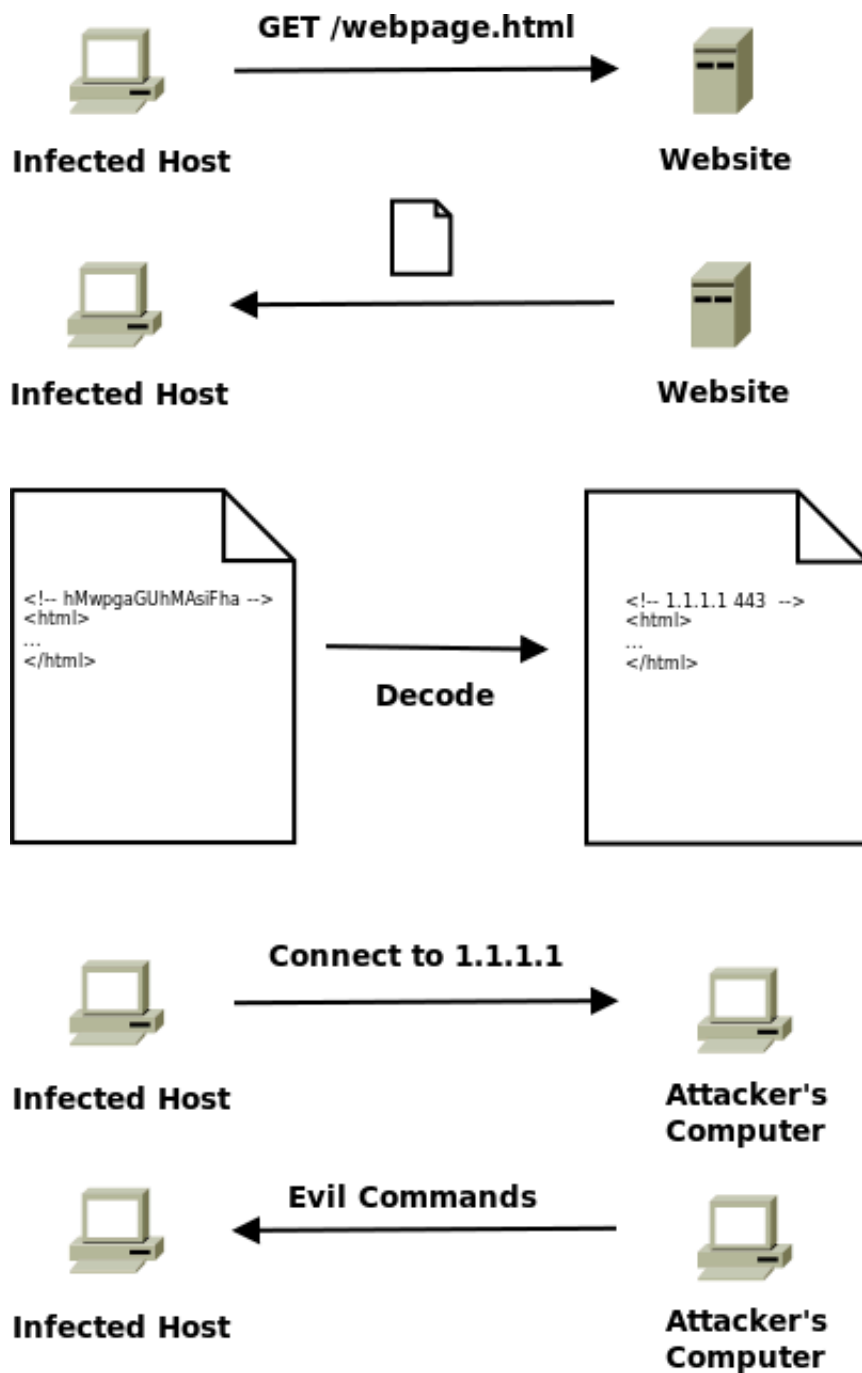 GET /webpage.html
Infected Host
Website
Infected Host
Website
<!-- hMwpgaGUhMAsiFha -->
<html>
...
</html>
Decode
<!-- 1.1.1.1 443 -->
<html>
...
</html>
Connect to 1.1.1.1
Infected Host
Attacker's
Computer
Evil Commands
Infected Host
Attacker's
Computer